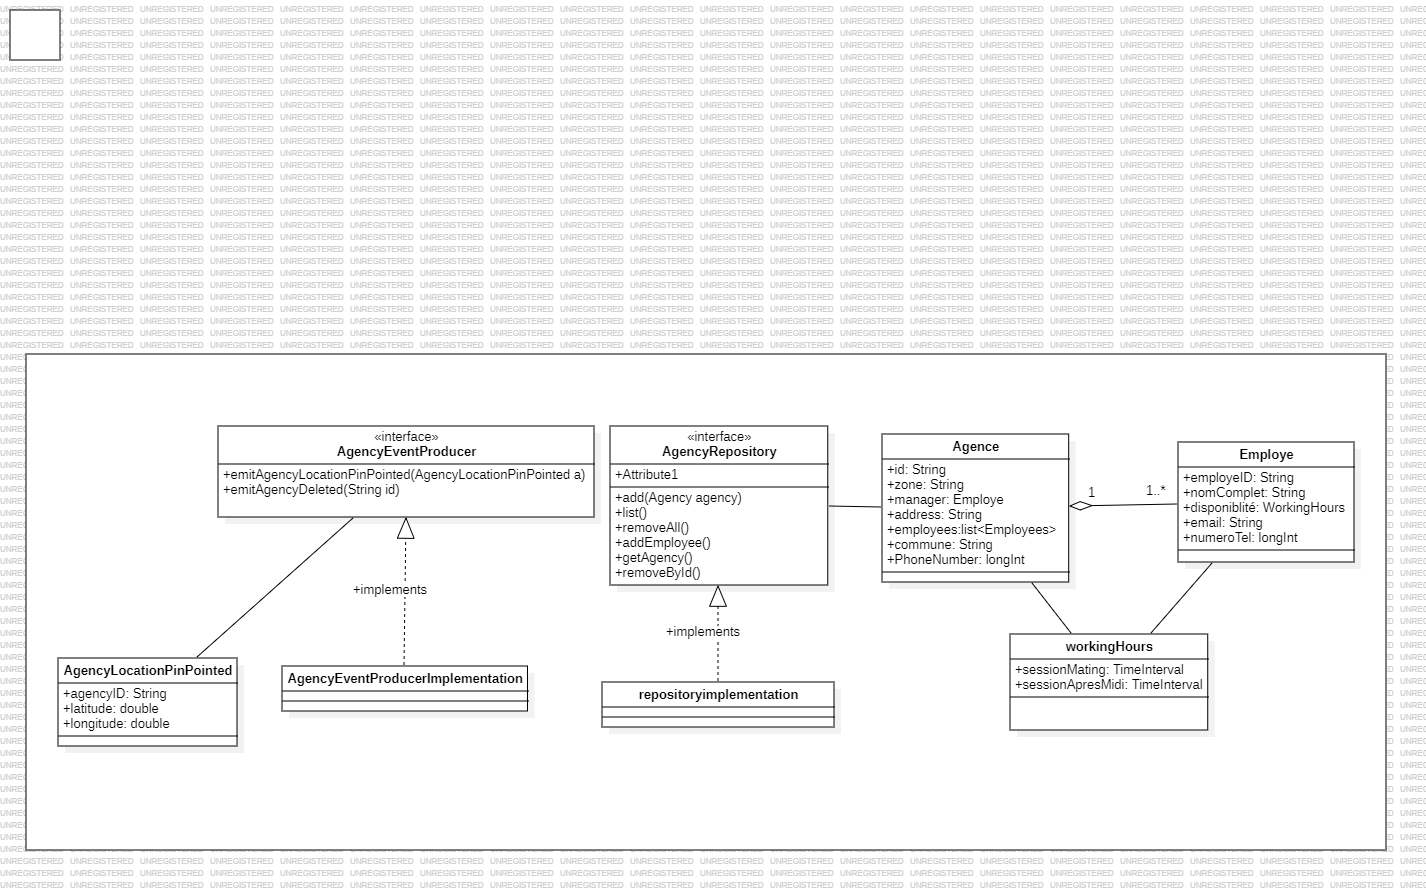 «interface»
AgencyEventProducer
+emitAgencyLocationPinPointed(AgencyLocationPinPointed a)
+emitAgencyDeleted(String id)
«interface»
AgencyRepository
+Attribute1
+add(Agency agency)
+list()
+removeAll()
+addEmployee()
+getAgency()
+removeById()
Agence
+id: String
+zone: String
+manager: Employe
+address: String
+employees:list<Employees>
+commune: String
+PhoneNumber: longInt
1
1..*
Employe
+employeID: String
+nomComplet: String
+disponiblité: WorkingHours
+email: String
+numeroTel: longInt
+implements
+implements
AgencyLocationPinPointed
+agencyID: String
+latitude: double
+longitude: double
AgencyEventProducerImplementation
repositoryimplementation
workingHours
+sessionMating: TimeInterval
+sessionApresMidi: TimeInterval
UNREGISTERED